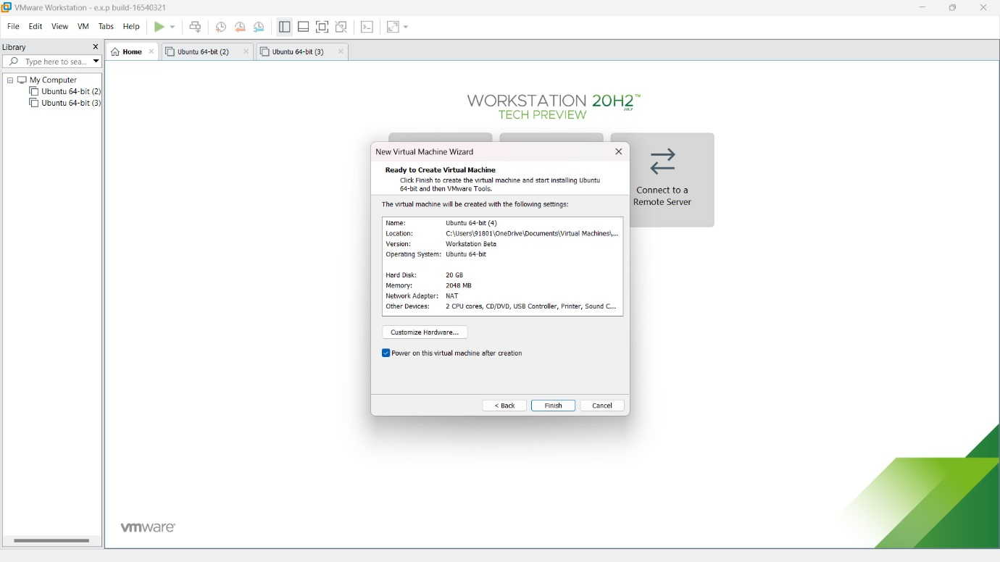 VMware Workstation - e.x.p build-16540321
File Edit View VM Tabs Help
Library
Type here to sea...
My Computer
Ubuntu 64-bit (2)
Ubuntu 64-bit (3)
Home
Ubuntu 64-bit (2)
Ubuntu 64-bit (3)
WORKSTATION 20H2™
JULY
TECH PREVIEW
Connect to a
Remote Server
New Virtual Machine Wizard
Ready to Create Virtual Machine
Click Finish to create the virtual machine and start installing Ubuntu
64-bit and then VMware Tools.
The virtual machine will be created with the following settings:
Name: Ubuntu 64-bit (4)
Location: C:\Users\91801\OneDrive\Documents\Virtual Machines\...
Version: Workstation Beta
Operating System: Ubuntu 64-bit
Hard Disk: 20 GB
Memory: 2048 MB
Network Adapter: NAT
Other Devices: 2 CPU cores, CD/DVD, USB Controller, Printer, Sound C...
Customize Hardware...
Power on this virtual machine after creation
< Back
Finish
Cancel
vmware®